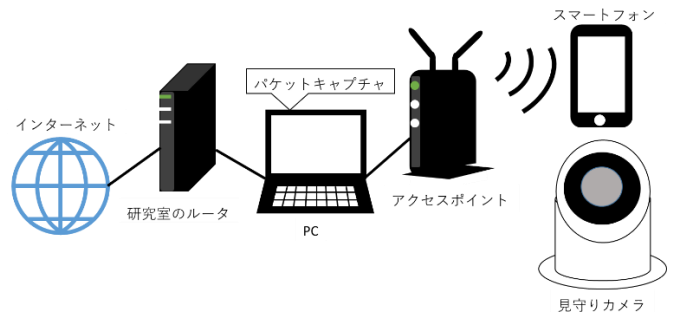 スマートフォン
パケットキャプチャ
インターネット
研究室のルータ
アクセスポイント
PC
見守りカメラ